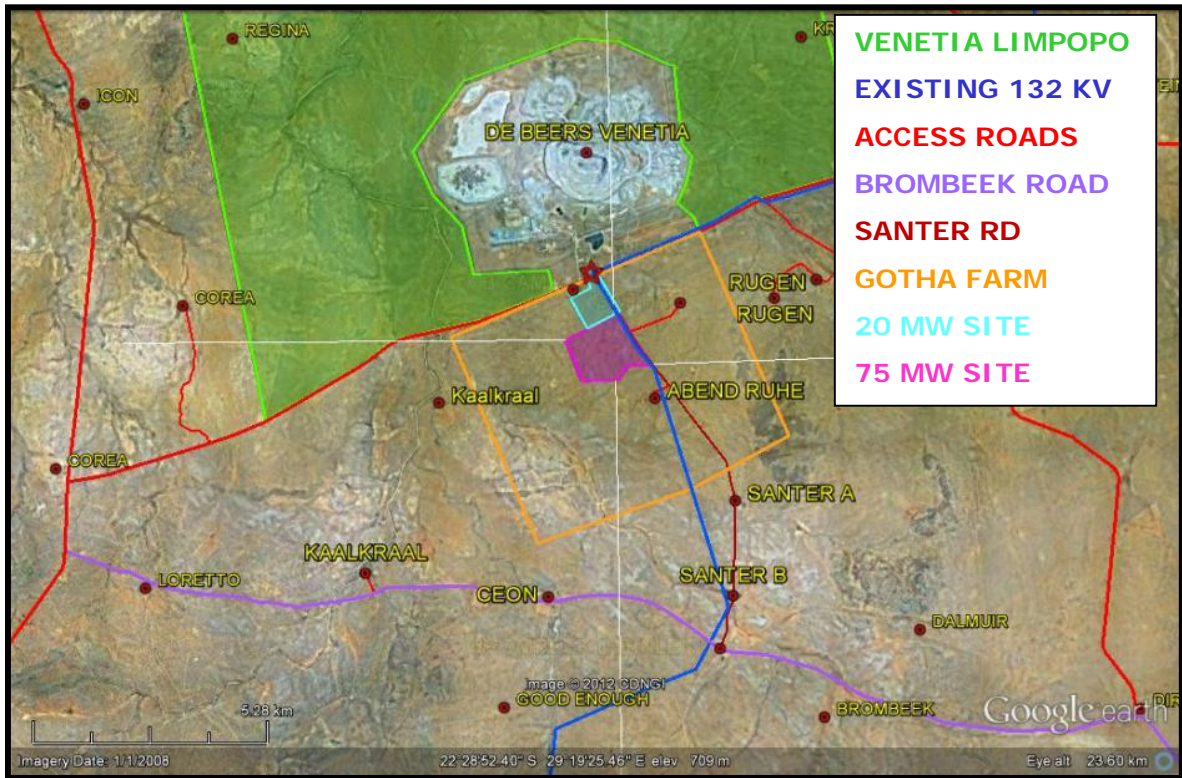 REGINA
ICON
DE BEERS VENETIA
COREA
RUGEN
RUGEN
Kaalkraal
ABEND RUHE
COREA
SANTER A
KAALKRAAL
LORETTO
CEON
SANTER B
DALMUIR
Image © 2012 CDNGI
GOOD ENOUGH
BROMBEEK
Google earth
5.28 km
Imagery Date: 1/1/2008
22°28'52.40" S 29°19'25.46" E elev 709 m
Eye alt 23.60 km
VENETIA LIMPOPO
EXISTING 132 KV
ACCESS ROADS
BROMBEEK ROAD
SANTER RD
GOTHA FARM
20 MW SITE
75 MW SITE